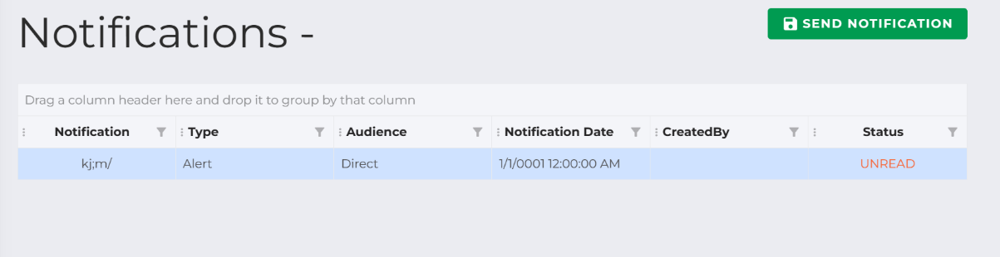 Notifications -
SEND NOTIFICATION
Drag a column header here and drop it to group by that column
Notification Type Audience Notification Date CreatedBy Status
kj;m/ Alert Direct 1/1/0001 12:00:00 AM UNREAD